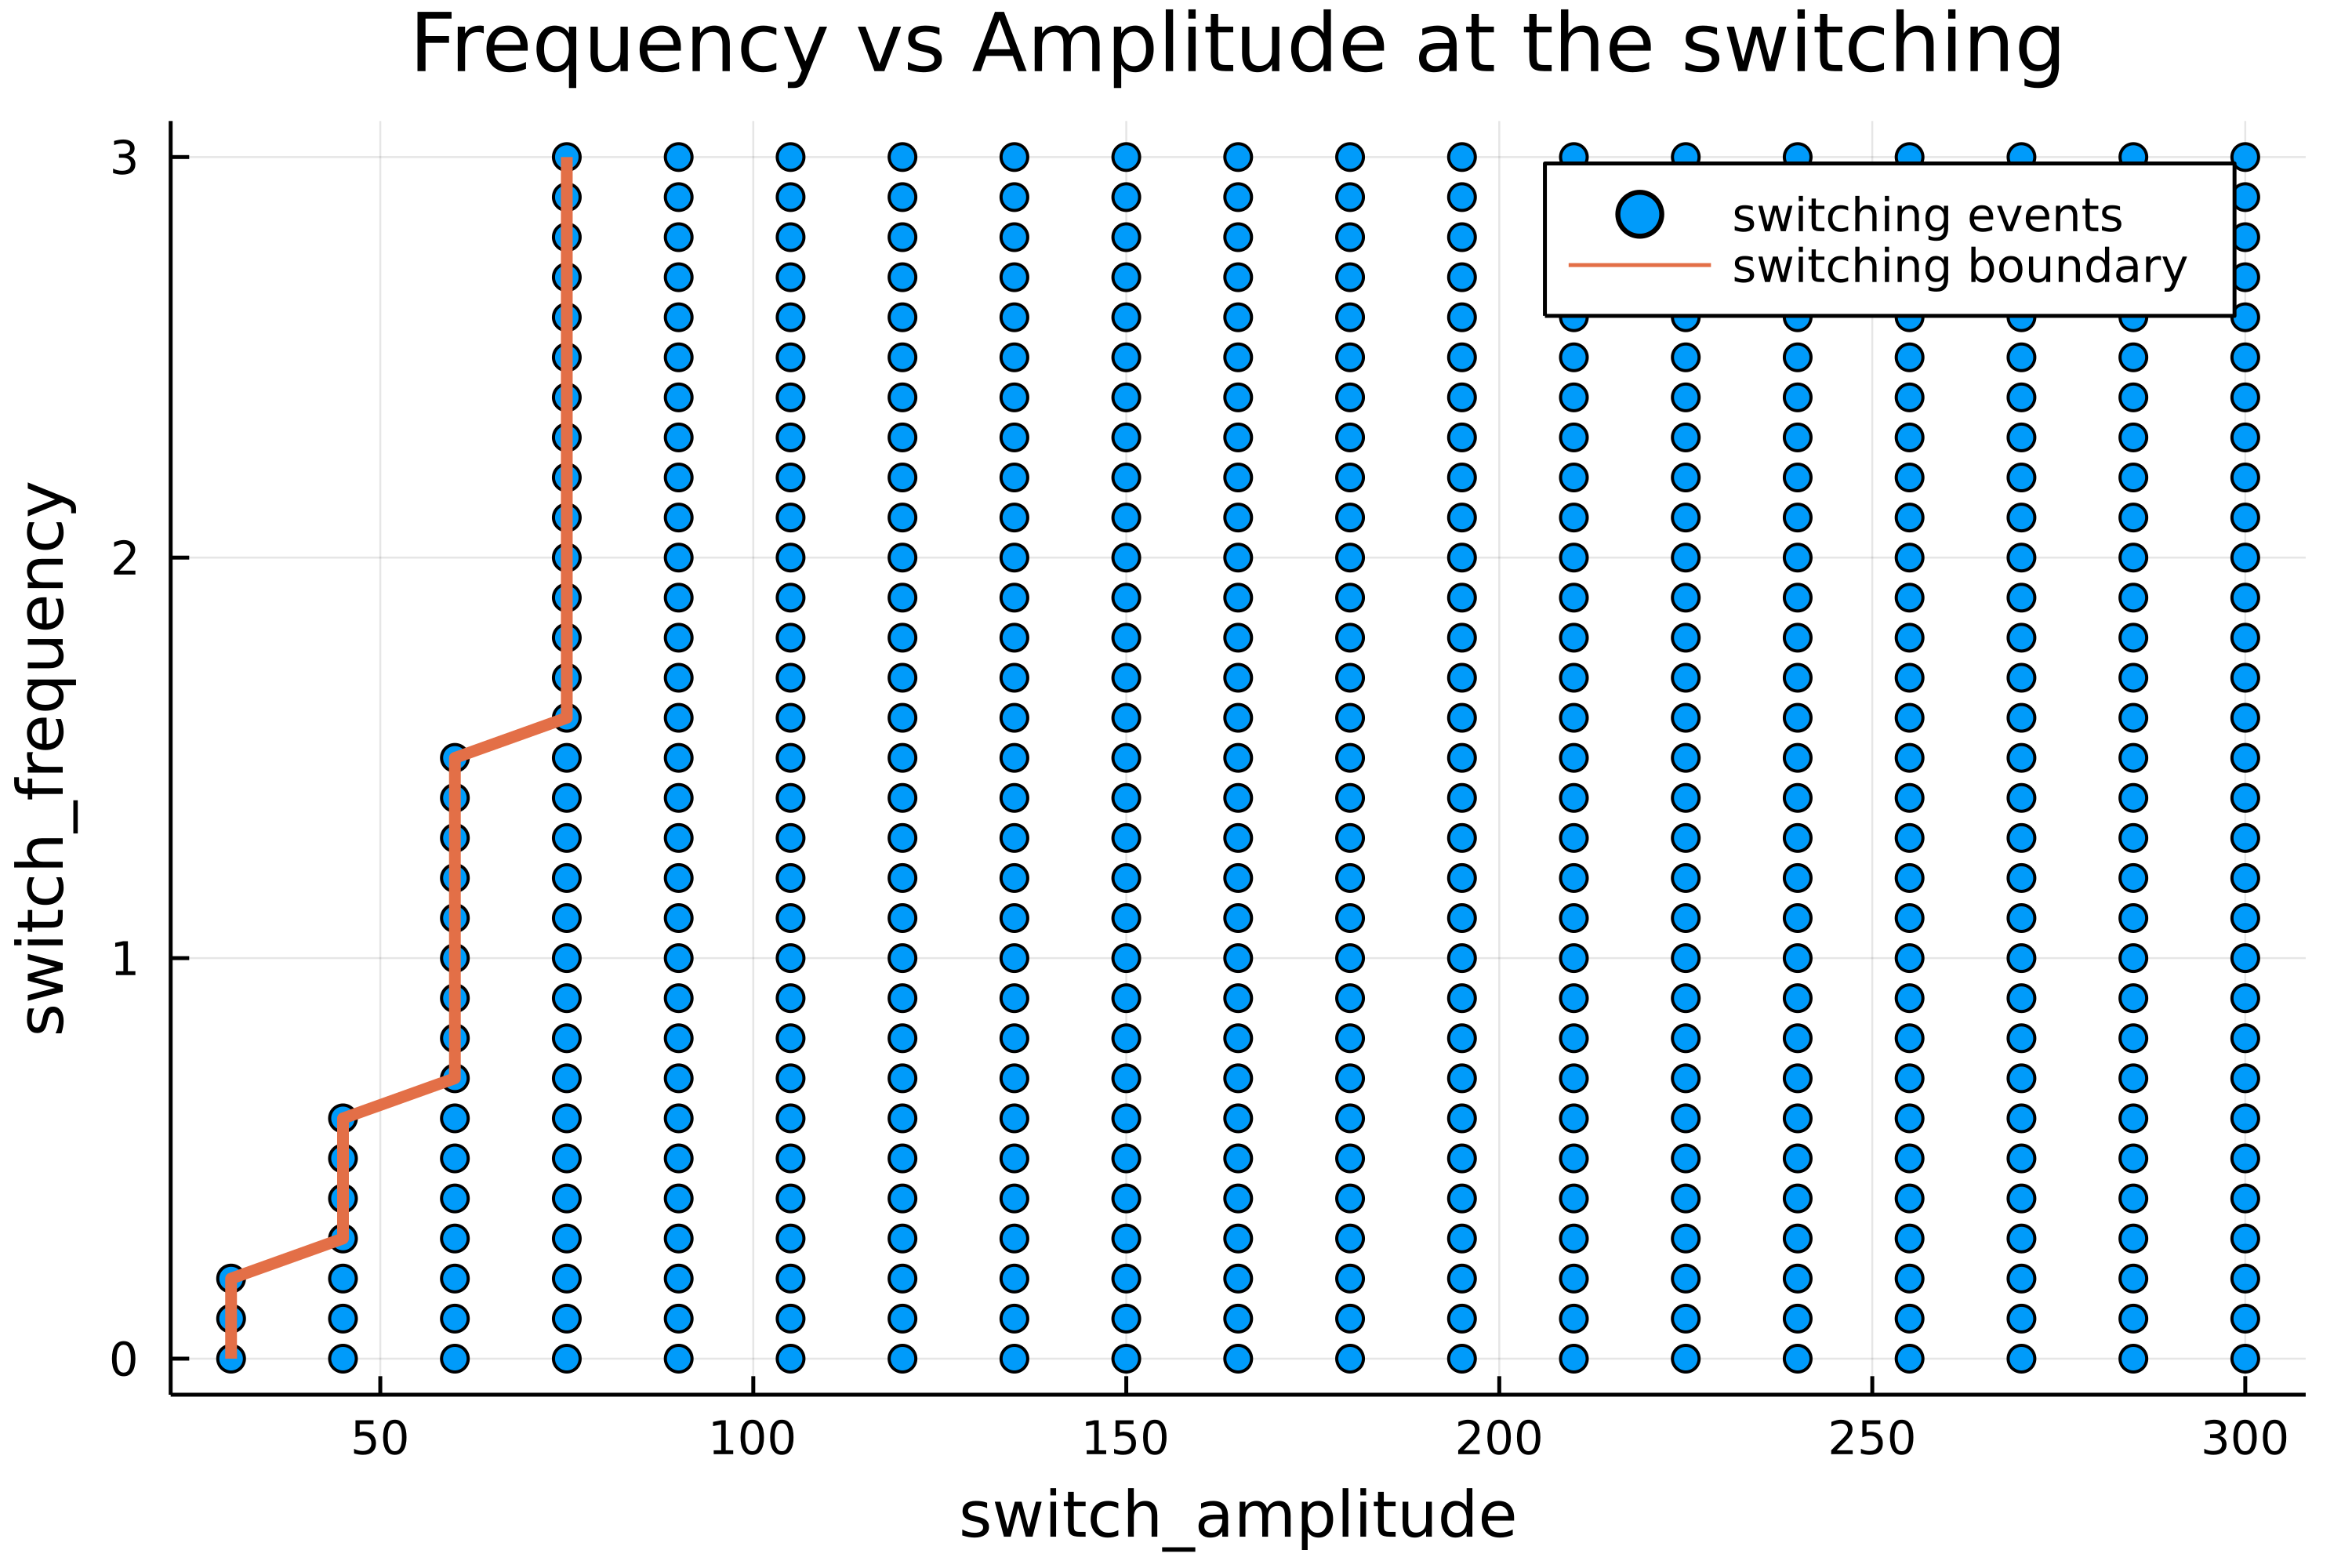 Frequency vs Amplitude at the switching
switching events
switching boundary
switch_frequency
3
2
1
0
50 100 150 200 250 300
switch_amplitude